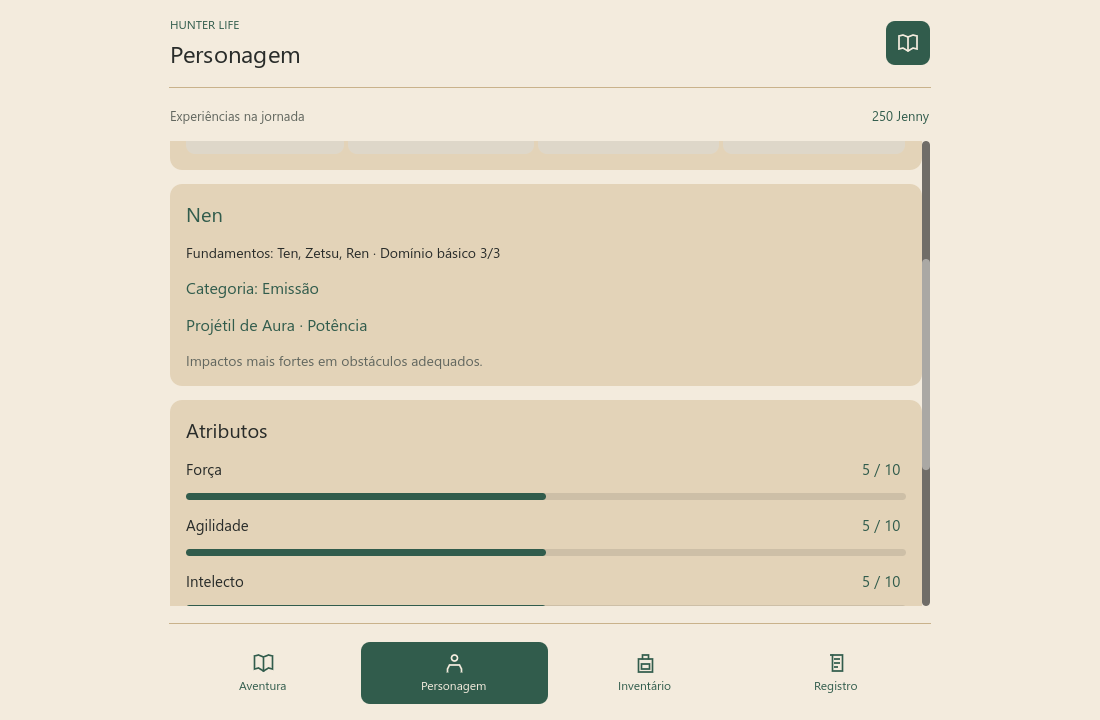 HUNTER LIFE
Personagem
Experiências na jornada
250 Jenny
Nen
Fundamentos: Ten, Zetsu, Ren · Domínio básico 3/3
Categoria: Emissão
Projétil de Aura · Potência
Impactos mais fortes em obstáculos adequados.
Atributos
Força
5 / 10
Agilidade
5 / 10
Intelecto
5 / 10
Aventura
Personagem
Inventário
Registro